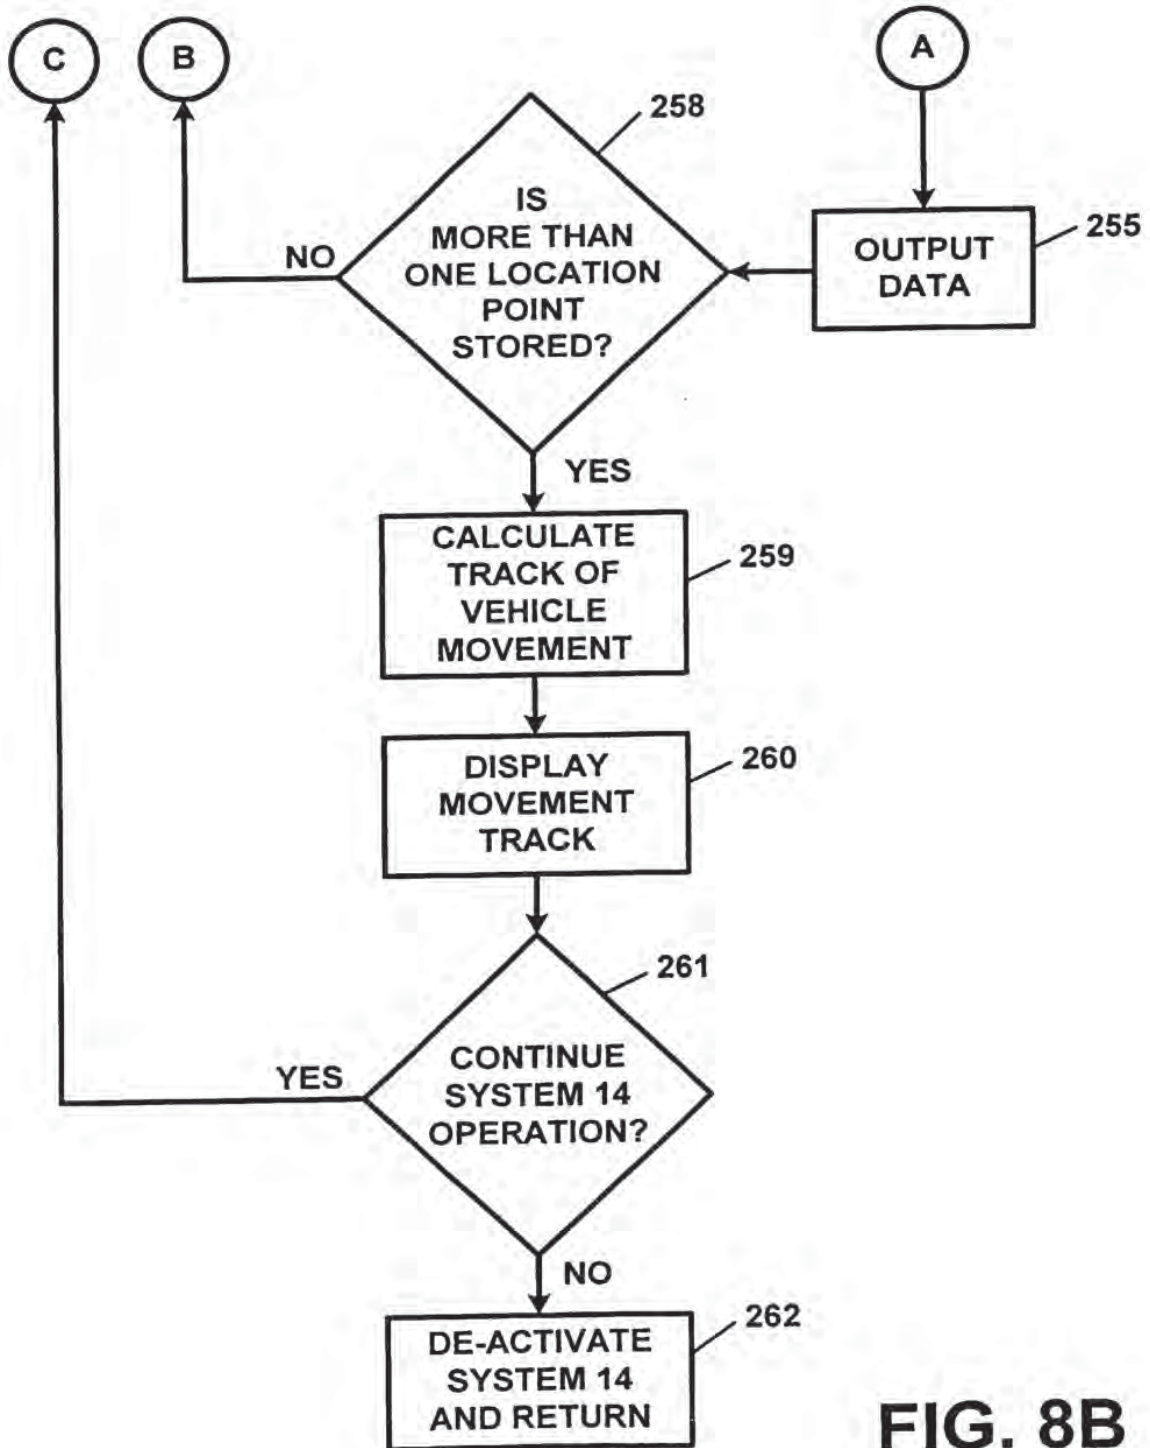 C
B
A
258
IS
MORE THAN
ONE LOCATION
POINT
STORED?
NO
255
OUTPUT
DATA
YES
CALCULATE
TRACK OF
VEHICLE
MOVEMENT
259
DISPLAY
MOVEMENT
TRACK
260
261
CONTINUE
SYSTEM 14
OPERATION?
YES
NO
DE-ACTIVATE
SYSTEM 14
AND RETURN
262
FIG. 8B